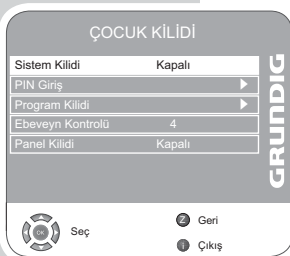 ÇOCUK KİLİDİ
Sistem Kilidi Kapalı
PIN Giriş
Program Kilidi
Ebeveyn Kontrolü 4
Panel Kilidi Kapalı
GRUNDIG
OK Seç
Z Geri
i Çıkış